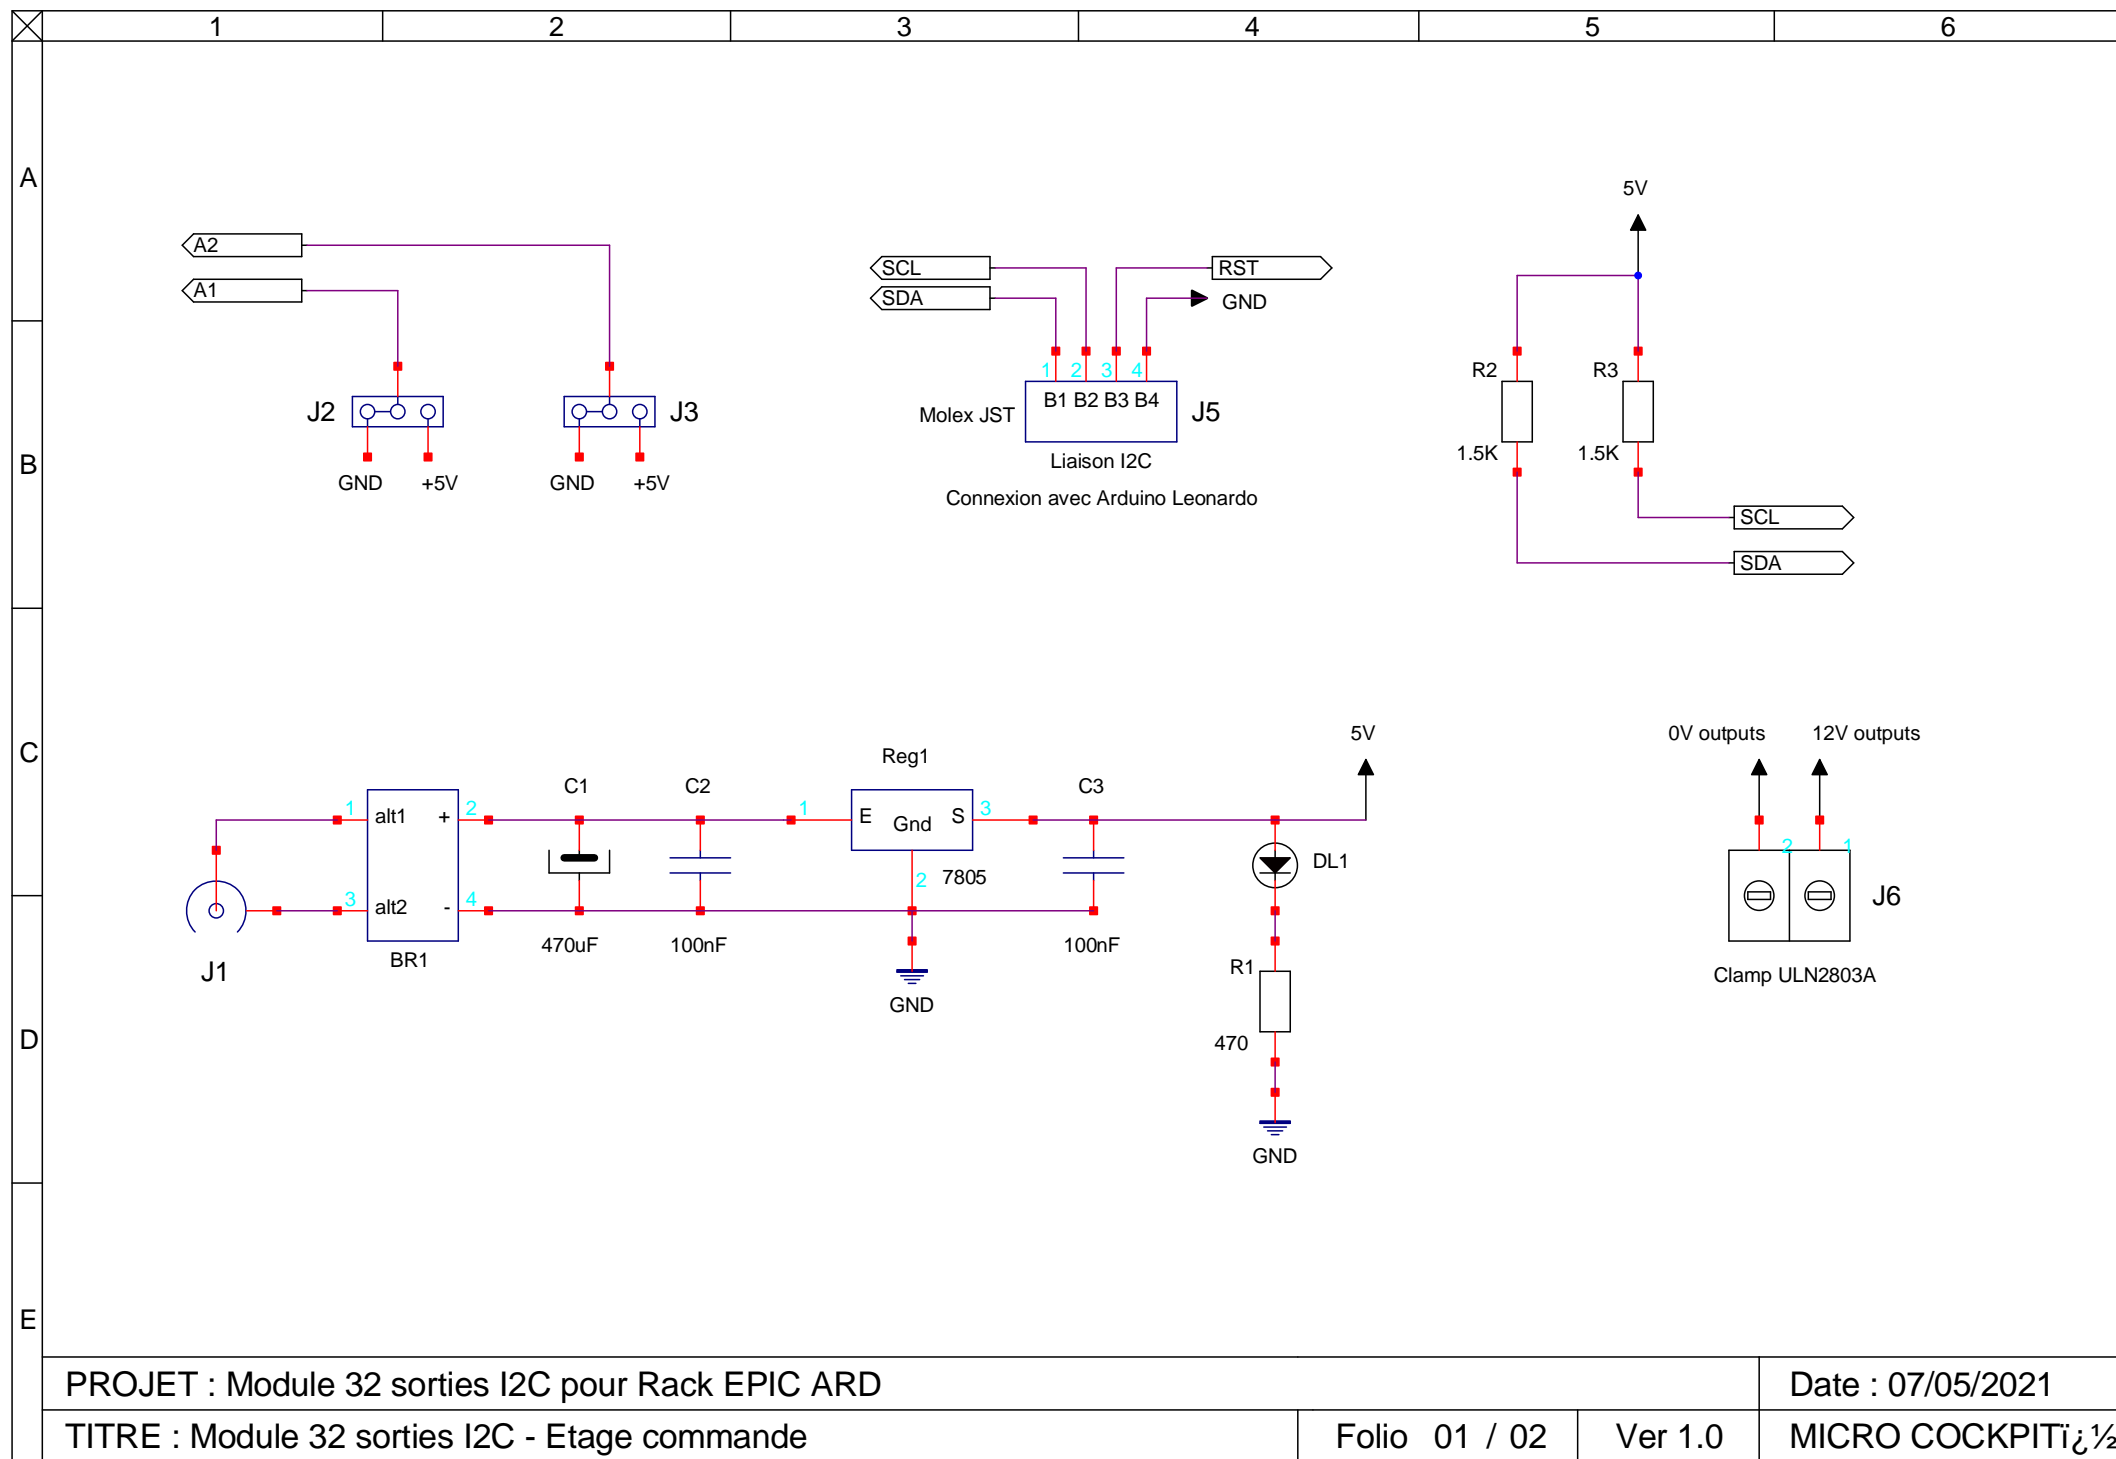 1 2 3 4 5 6
A
5V
A2
SCL RST
A1
SDA GND
1 2 3 4
R2 R3
B1 B2 B3 B4
J2 J3 Molex JST J5
1.5K 1.5K
B
Liaison I2C
GND +5V GND +5V
Connexion avec Arduino Leonardo
SCL
SDA
C
5V 0V outputs 12V outputs
Reg1
C1 C2 C3
1 alt1 + 2 1 E Gnd S 3
2 1
DL1
2 7805
3 alt2 - 4
J6
470uF 100nF 100nF
BR1
J1
R1
Clamp ULN2803A
GND
D
470
GND
E
PROJET : Module 32 sorties I2C pour Rack EPIC ARD Date : 07/05/2021
TITRE : Module 32 sorties I2C - Etage commande Folio 01 / 02 Ver 1.0 MICRO COCKPITï¿½